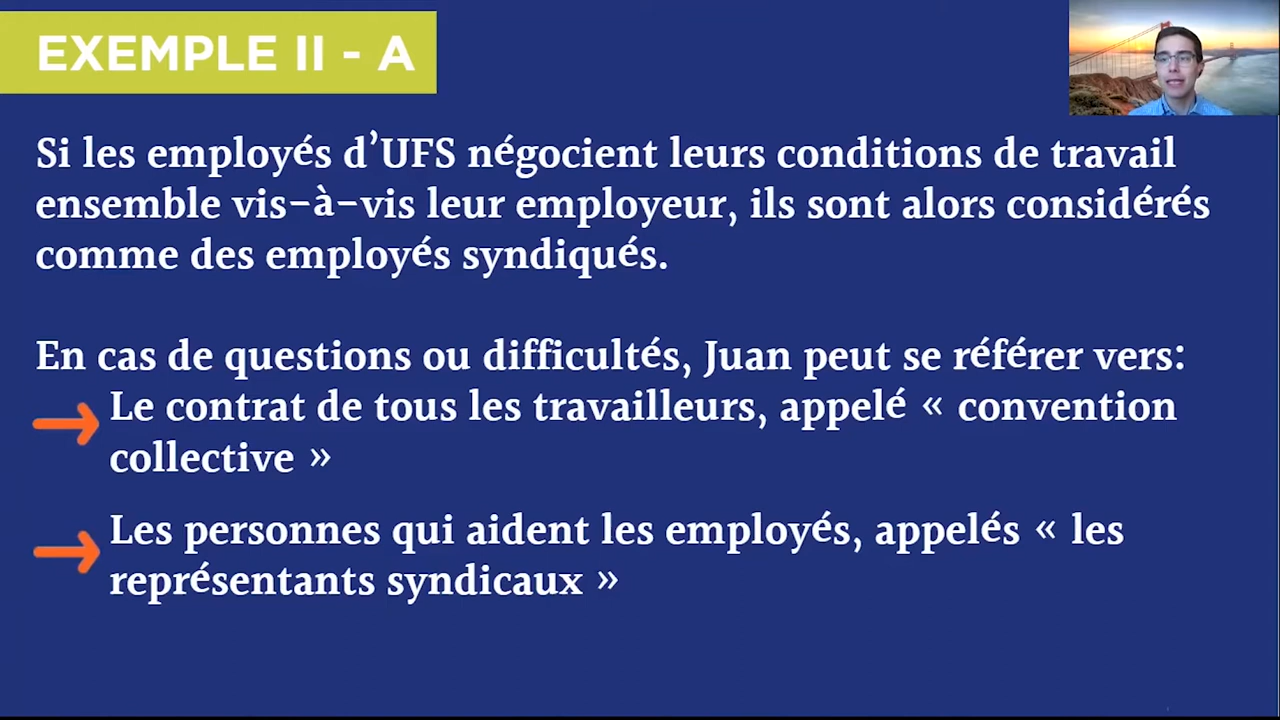 EXEMPLE II - A
Si les employés d’UFS négocient leurs conditions de travail
ensemble vis-à-vis leur employeur, ils sont alors considérés
comme des employés syndiqués.
En cas de questions ou difficultés, Juan peut se référer vers:
Le contrat de tous les travailleurs, appelé « convention
collective »
Les personnes qui aident les employés, appelés « les
représentants syndicaux »